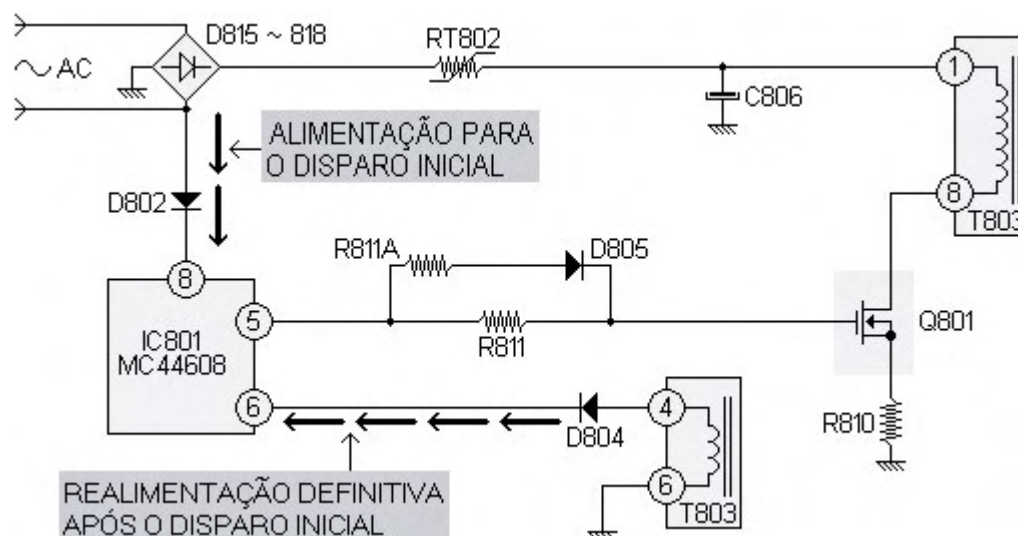 D815 ~ 818
RT802
1
AC
C806
ALIMENTAÇÃO PARA
O DISPARO INICIAL
D802
8
T803
R811A
D805
8
5
IC801
MC44608
R811
Q801
6
4
D804
R810
6
T803
REALIMENTAÇÃO DEFINITIVA
APÓS O DISPARO INICIAL